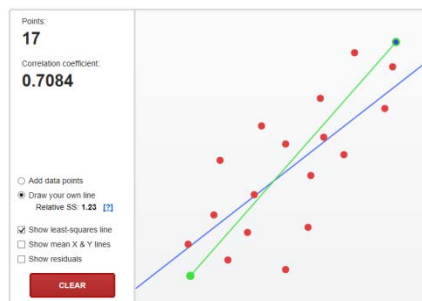 Points:
17
Correlation coefficient:
0.7084
Add data points
Draw your own line
Relative SS: 1.23 [?]
Show least-squares line
Show mean X & Y lines
Show residuals
CLEAR